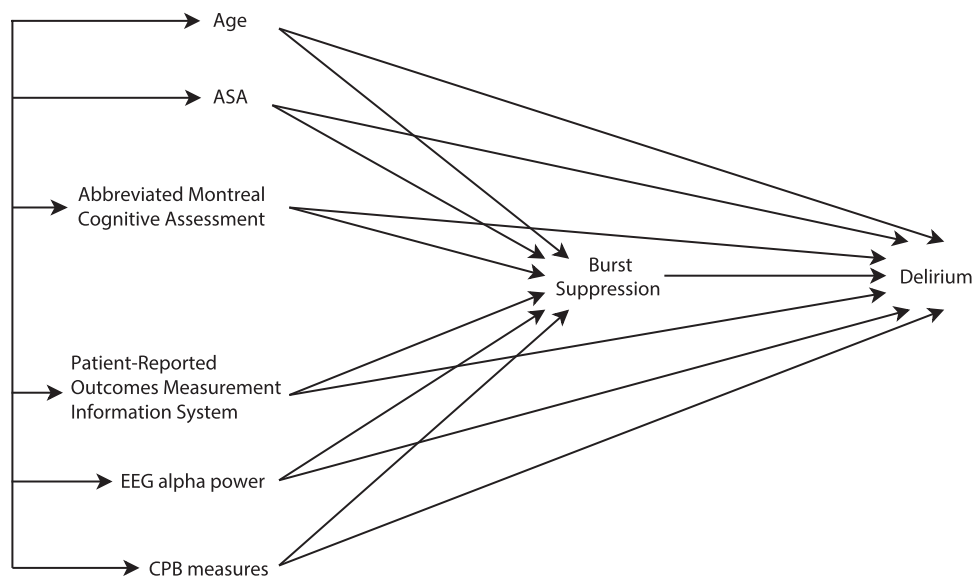 Age
ASA
Abbreviated Montreal
Cognitive Assessment
Burst
Suppression
Delirium
Patient-Reported
Outcomes Measurement
Information System
EEG alpha power
CPB measures